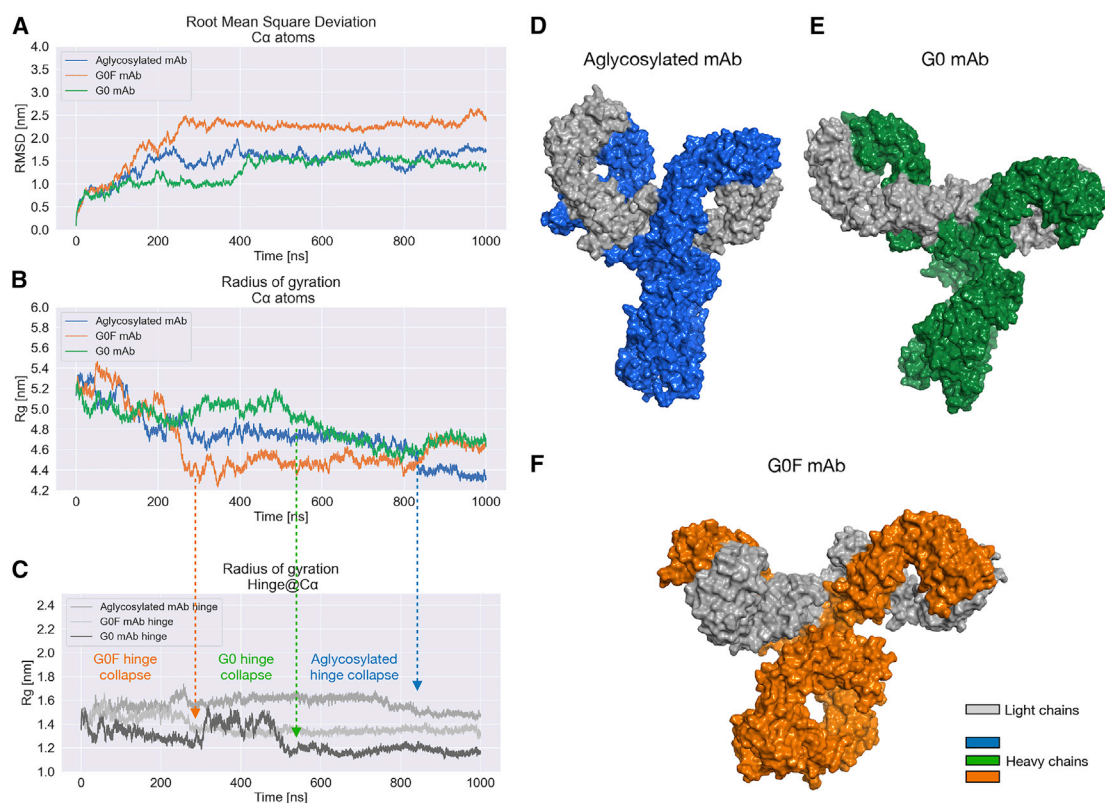 A
Root Mean Square Deviation
Cα atoms
4.0
3.5
3.0
2.5
2.0
1.5
1.0
0.5
0.0
RMSD [nm]
Aglycosylated mAb
G0F mAb
G0 mAb
0 200 400 600 800 1000
Time [ns]
B
Radius of gyration
Cα atoms
6.0
5.8
5.6
5.4
5.2
5.0
4.8
4.6
4.4
4.2
Rg [nm]
Aglycosylated mAb
G0F mAb
G0 mAb
0 200 400 600 800 1000
Time [ns]
C
Radius of gyration
Hinge@Cα
2.4
2.2
2.0
1.8
1.6
1.4
1.2
1.0
Rg [nm]
Aglycosylated mAb hinge
G0F mAb hinge
G0 mAb hinge
G0F hinge
collapse
G0 hinge
collapse
Aglycosylated
hinge collapse
0 100 200 300 400 500 600 700 800 900 1000
Time [ns]
D
Aglycosylated mAb
E
G0 mAb
F
G0F mAb
Light chains
Heavy chains